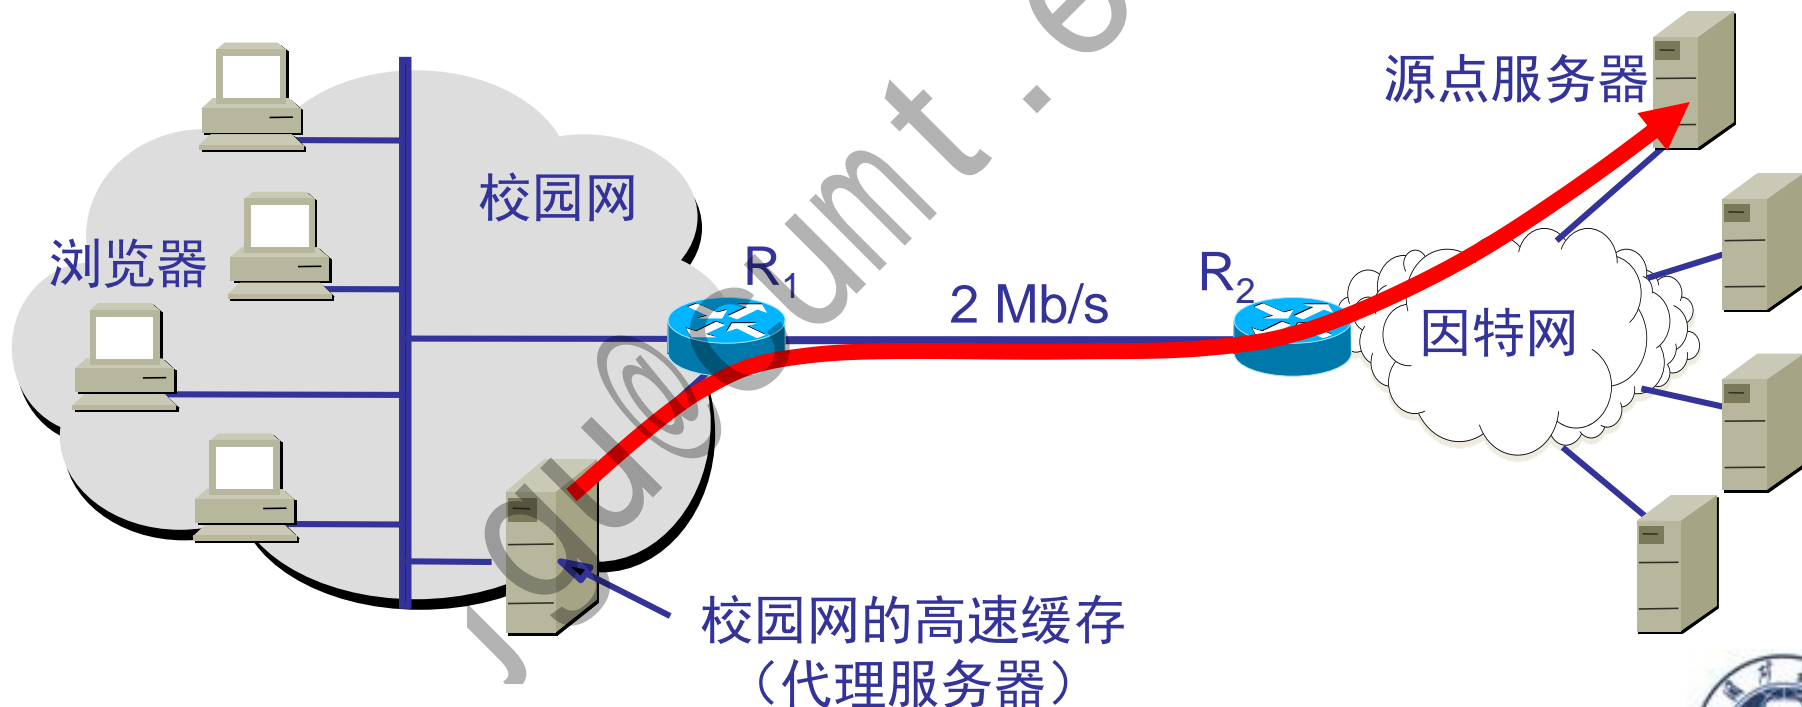 源点服务器
校园网
浏览器
R1
2 Mb/s
R2
因特网
校园网的高速缓存
（代理服务器）